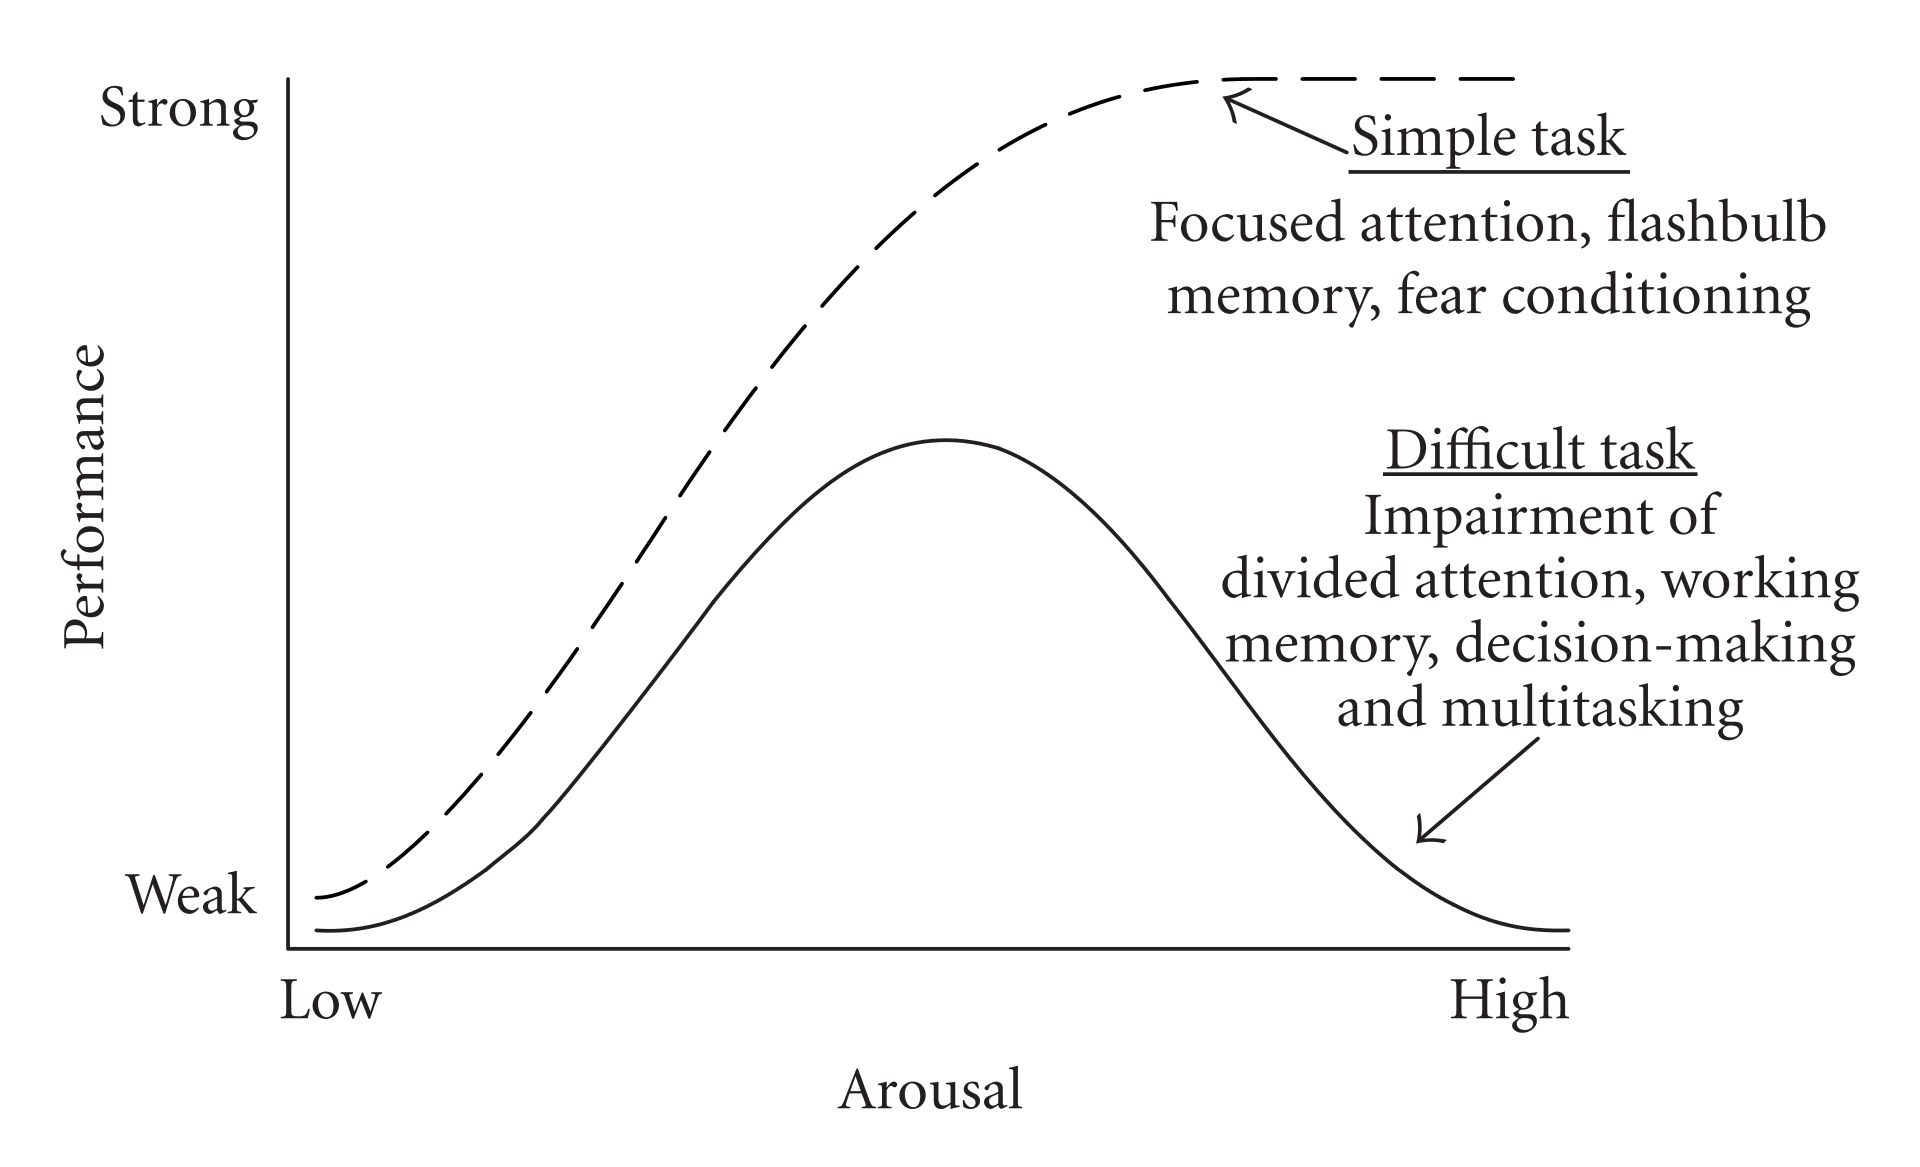 Strong
Simple task
Focused attention, flashbulb
memory, fear conditioning
Performance
Difficult task
Impairment of
divided attention, working
memory, decision-making
and multitasking
Weak
Low
High
Arousal